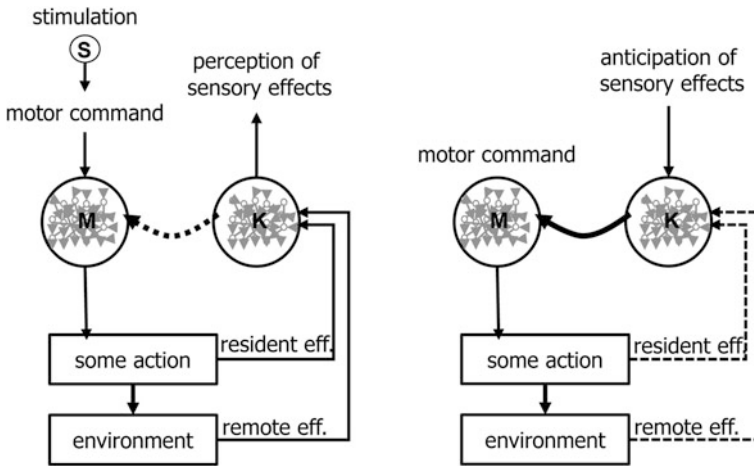 stimulation
S
motor command
perception of
sensory effects
M
K
some action
resident eff.
environment
remote eff.
anticipation of
sensory effects
motor command
M
K
some action
resident eff.
environment
remote eff.